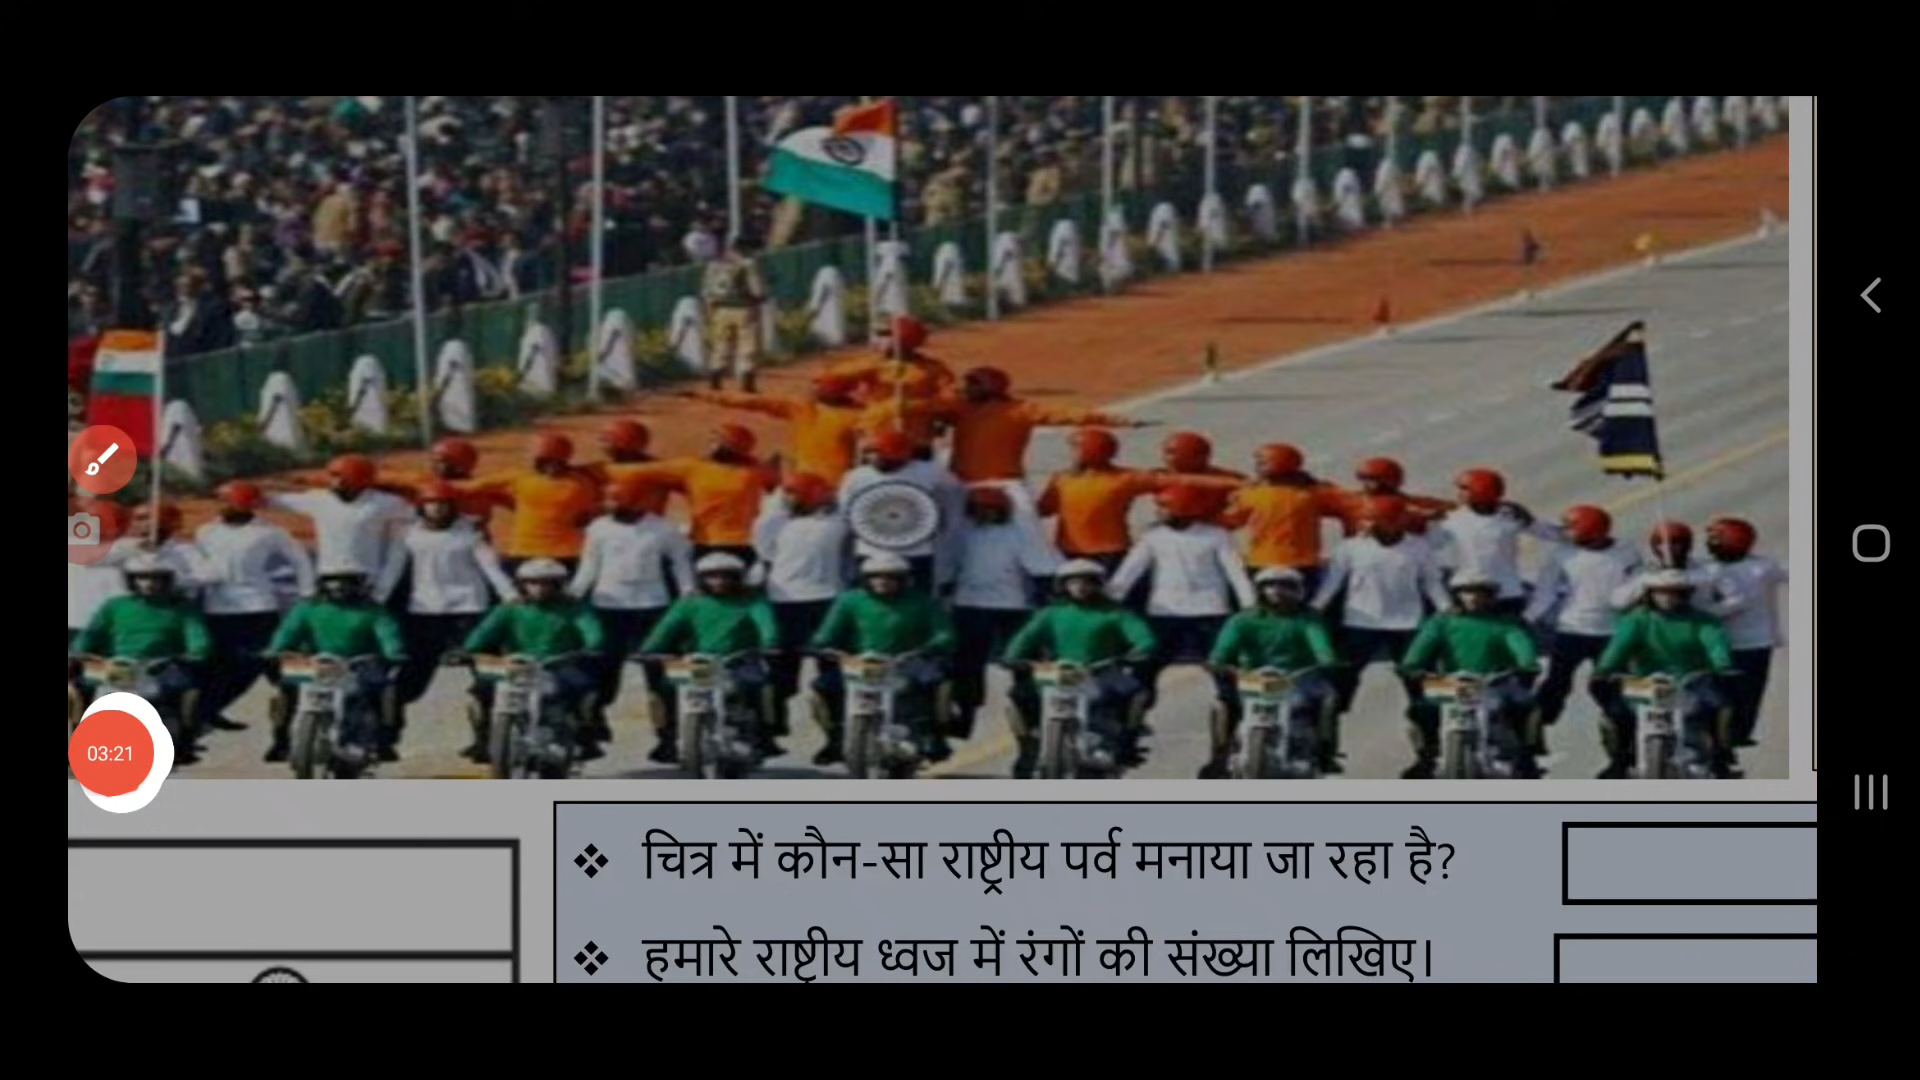 03:21
❖ चित्र में कौन-सा राष्ट्रीय पर्व मनाया जा रहा है?
❖ हमारे राष्ट्रीय ध्वज में रंगों की संख्या लिखिए।